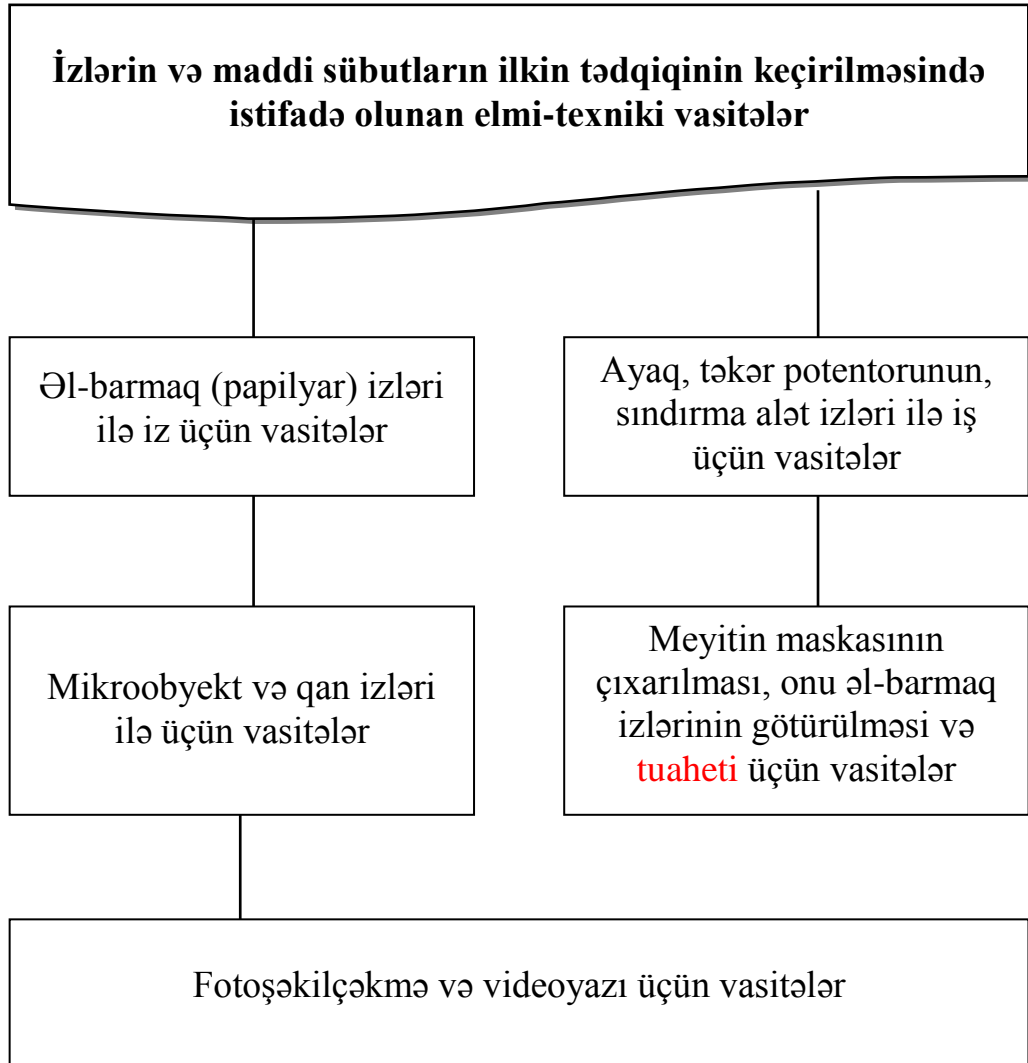 İzlərin və maddi sübutların ilkin tədqiqinin keçirilməsində
istifadə olunan elmi-texniki vasitələr
Əl-barmaq (papilyar) izləri
ilə iz üçün vasitələr
Ayaq, təkər potentorunun,
sındırma alət izləri ilə iş
üçün vasitələr
Mikroobyekt və qan izləri
ilə üçün vasitələr
Meyitin maskasının
çıxarılması, onu əl-barmaq
izlərinin götürülməsi və
tuaheti üçün vasitələr
Fotoşəkilçəkmə və videoyazı üçün vasitələr